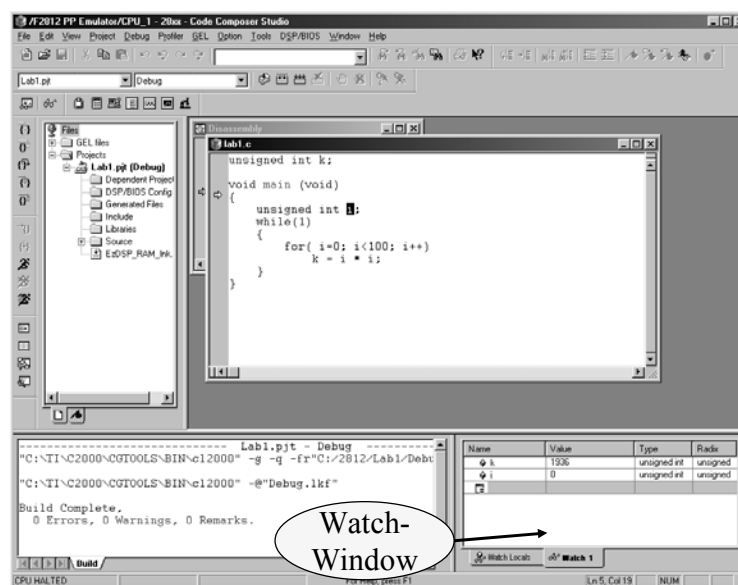 /F2812 PP Emulator/CPU_1 - 28xx - Code Composer Studio
File Edit View Project Debug Profiler GEL Option Tools DSP/BIOS Window Help
Lab1.pjt Debug
Files
GEL files
Projects
Lab1.pjt (Debug)
Dependent Project
DSP/BIOS Config
Generated Files
Include
Libraries
Source
EzDSP_RAM_lnk.
Disassembly
lab1.c
unsigned int k;
void main (void)
{
unsigned int i;
while(1)
{
for( i=0; i<100; i++)
k = i * i;
}
}
---------------------------- Lab1.pjt - Debug ----------
"C:\TI\C2000\CGTOOLS\BIN\cl2000" -g -q -fr"C:/2812/Lab1/Debu
"C:\TI\C2000\CGTOOLS\BIN\cl2000" -@"Debug.lkf"
Build Complete,
0 Errors, 0 Warnings, 0 Remarks.
Build
Name Value Type Radix
k 1936 unsigned int unsigned
i 0 unsigned int unsigned
Watch-
Window
Watch Locals Watch 1
CPU HALTED For Help, press F1 Ln 5, Col 19 NUM